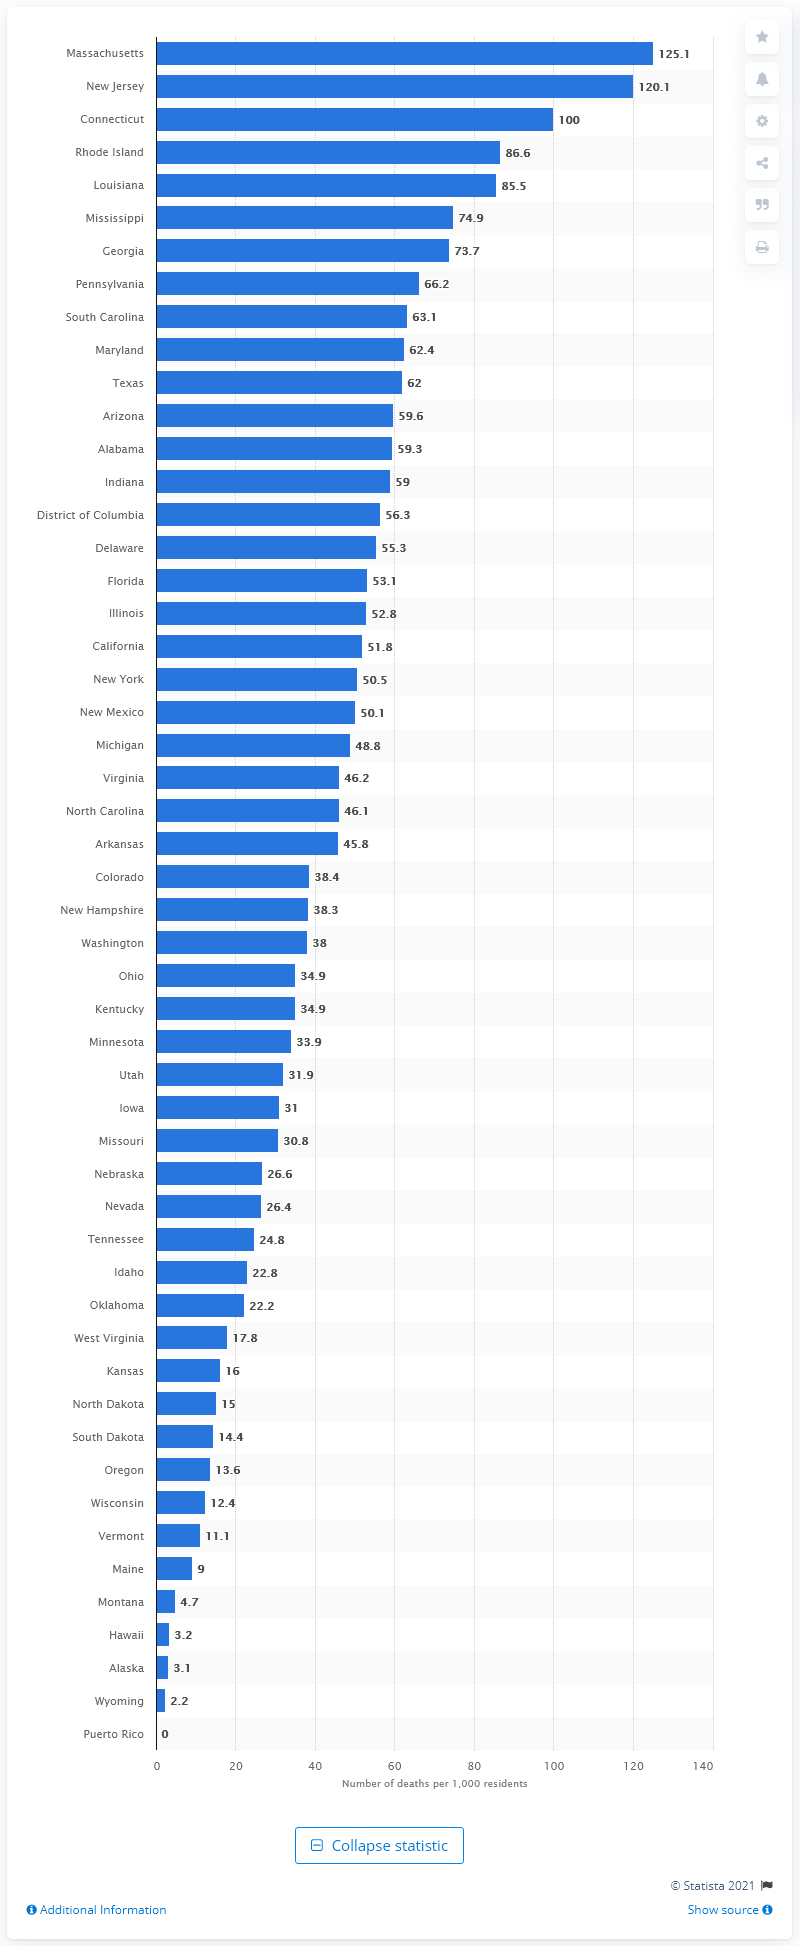 Massachusetts 125.1
New Jersey 120.1
Connecticut 100
Rhode Island 86.6
Louisiana 85.5
Mississippi 74.9
Georgia 73.7
Pennsylvania 66.2
South Carolina 63.1
Maryland 62.4
Texas 62
Arizona 59.6
Alabama 59.3
Indiana 59
District of Columbia 56.3
Delaware 55.3
Florida 53.1
Illinois 52.8
California 51.8
New York 50.5
New Mexico 50.1
Michigan 48.8
Virginia 46.2
North Carolina 46.1
Arkansas 45.8
Colorado 38.4
New Hampshire 38.3
Washington 38
Ohio 34.9
Kentucky 34.9
Minnesota 33.9
Utah 31.9
Iowa 31
Missouri 30.8
Nebraska 26.6
Nevada 26.4
Tennessee 24.8
Idaho 22.8
Oklahoma 22.2
West Virginia 17.8
Kansas 16
North Dakota 15
South Dakota 14.4
Oregon 13.6
Wisconsin 12.4
Vermont 11.1
Maine 9
Montana 4.7
Hawaii 3.2
Alaska 3.1
Wyoming 2.2
Puerto Rico 0
0 20 40 60 80 100 120 140
Number of deaths per 1,000 residents
Collapse statistic
© Statista 2021
Additional Information Show source